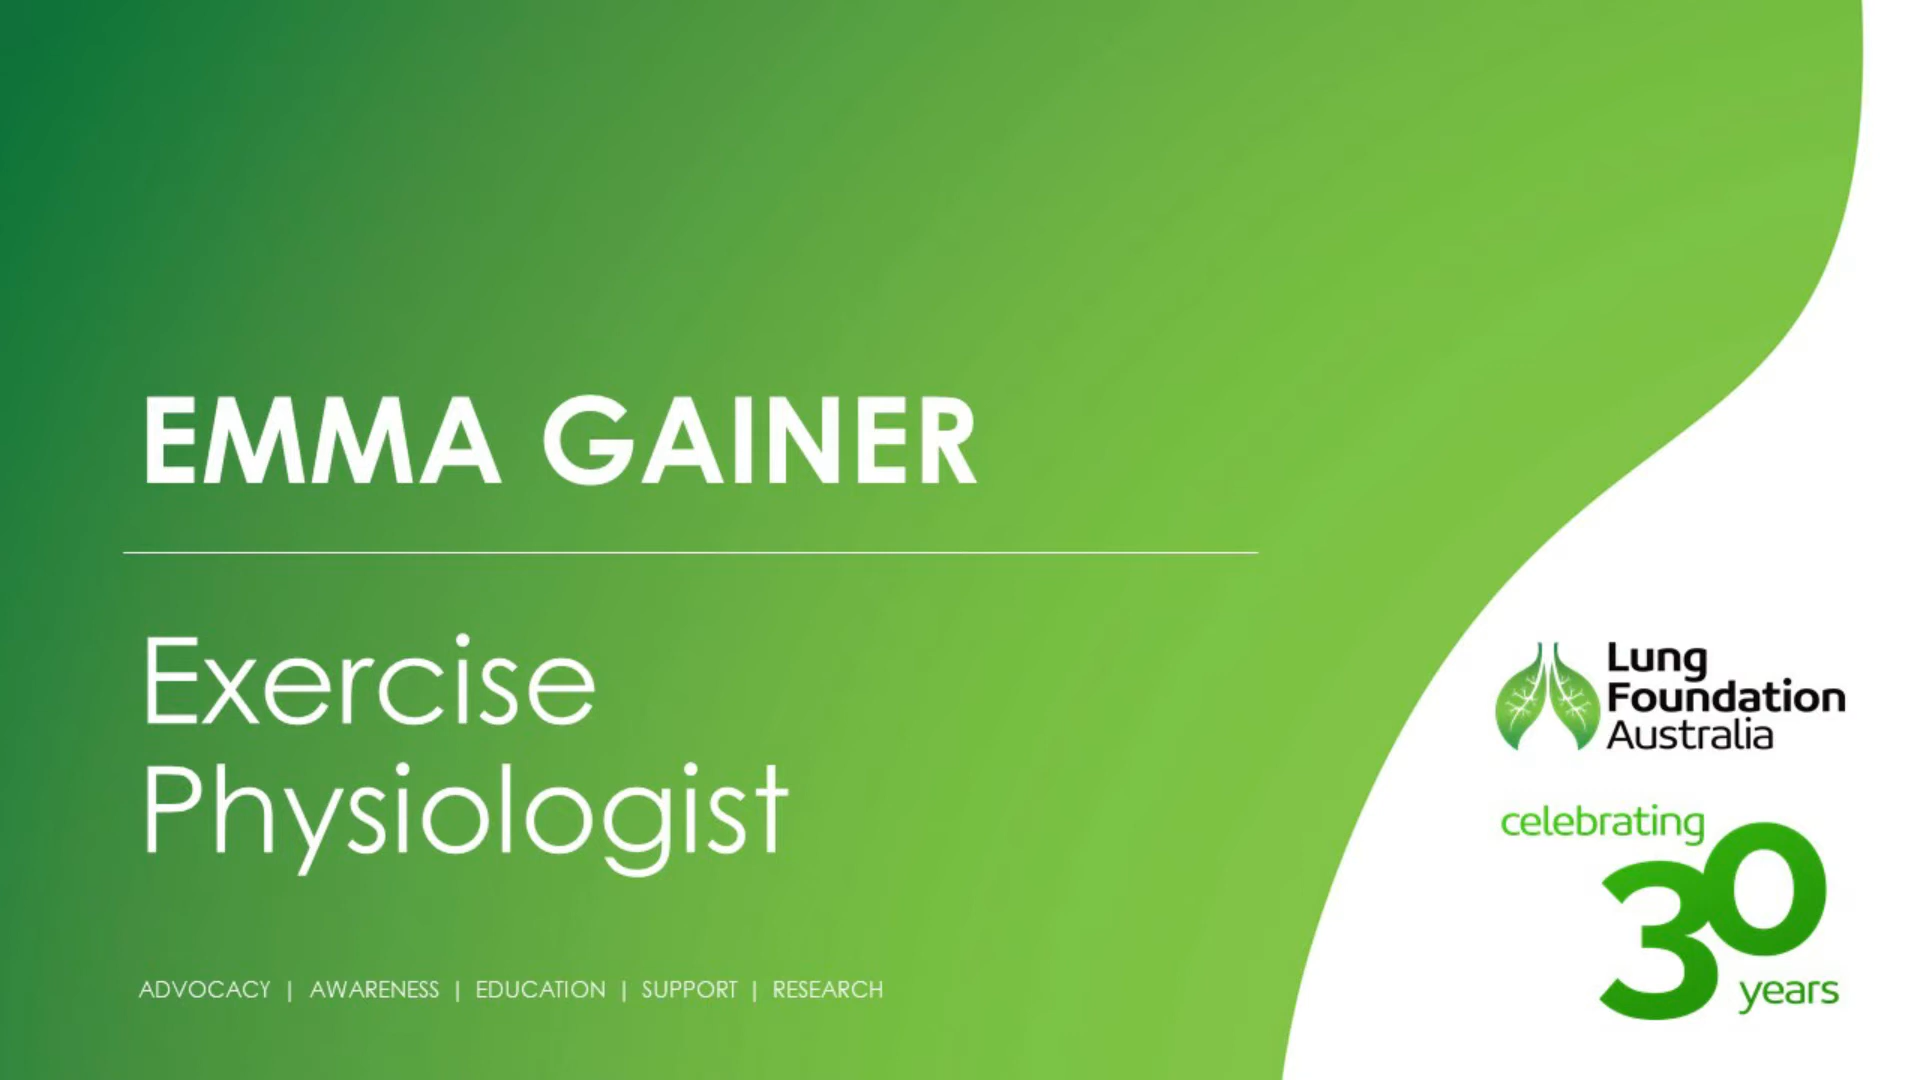 EMMA GAINER
Exercise
Physiologist
ADVOCACY | AWARENESS | EDUCATION | SUPPORT | RESEARCH
Lung
Foundation
Australia
celebrating
30
years